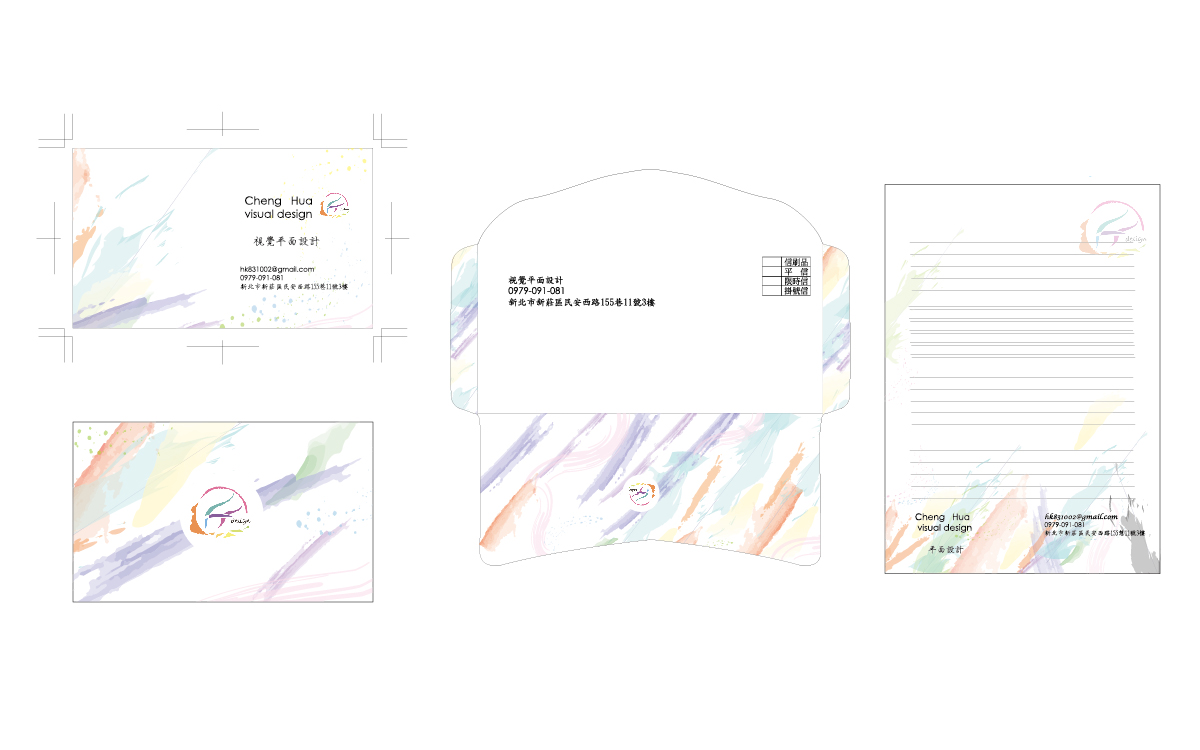 Cheng Hua
visual design
視覺平面設計
hk831002@gmail.com
0979-091-081
新北市新莊區民安西路155巷11號3樓
design
視覺平面設計
0979-091-081
新北市新莊區民安西路155巷11號3樓
信刷品
平 信
限時信
掛號信
design
Cheng Hua
visual design
平面設計
hk831002@gmail.com
0979-091-081
新北市新莊區民安西路155巷11號3樓